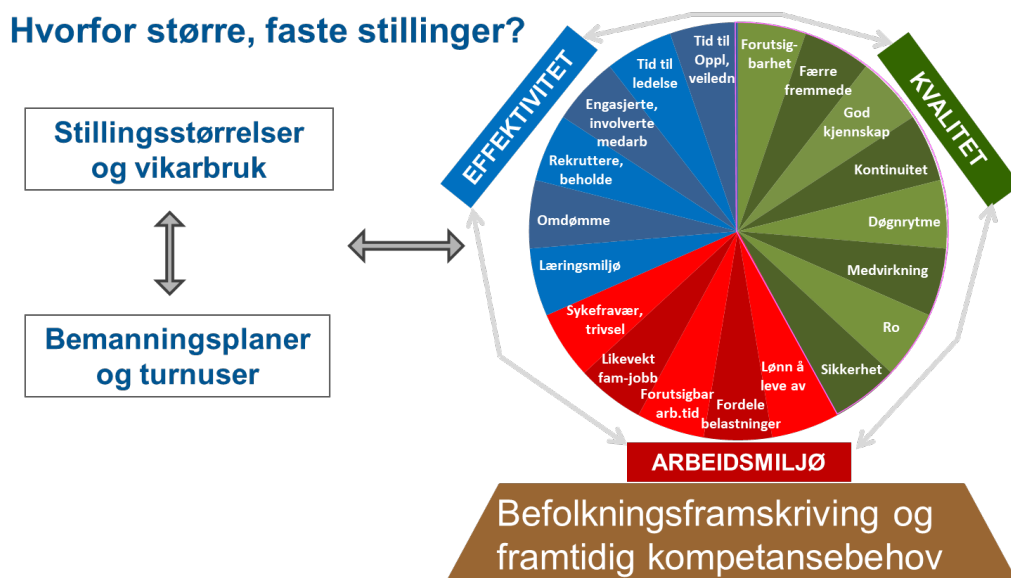 Hvorfor større, faste stillinger?
Stillingsstørrelser
og vikarbruk
Bemanningsplaner
og turnuser
EFFEKTIVITET
KVALITET
ARBEIDSMILJØ
Forutsig-
barhet
Færre
fremmede
God
kjennskap
Kontinuitet
Døgnrytme
Medvirkning
Ro
Sikkerhet
Lønn å
leve av
Fordele
belastninger
Forutsigbar
arb.tid
Likevekt
fam-jobb
Sykefravær,
trivsel
Læringsmiljø
Omdømme
Rekruttere,
beholde
Engasjerte,
involverte
medarb
Tid til
ledelse
Tid til
Oppl,
veiledn
Befolkningsframskriving og
framtidig kompetansebehov